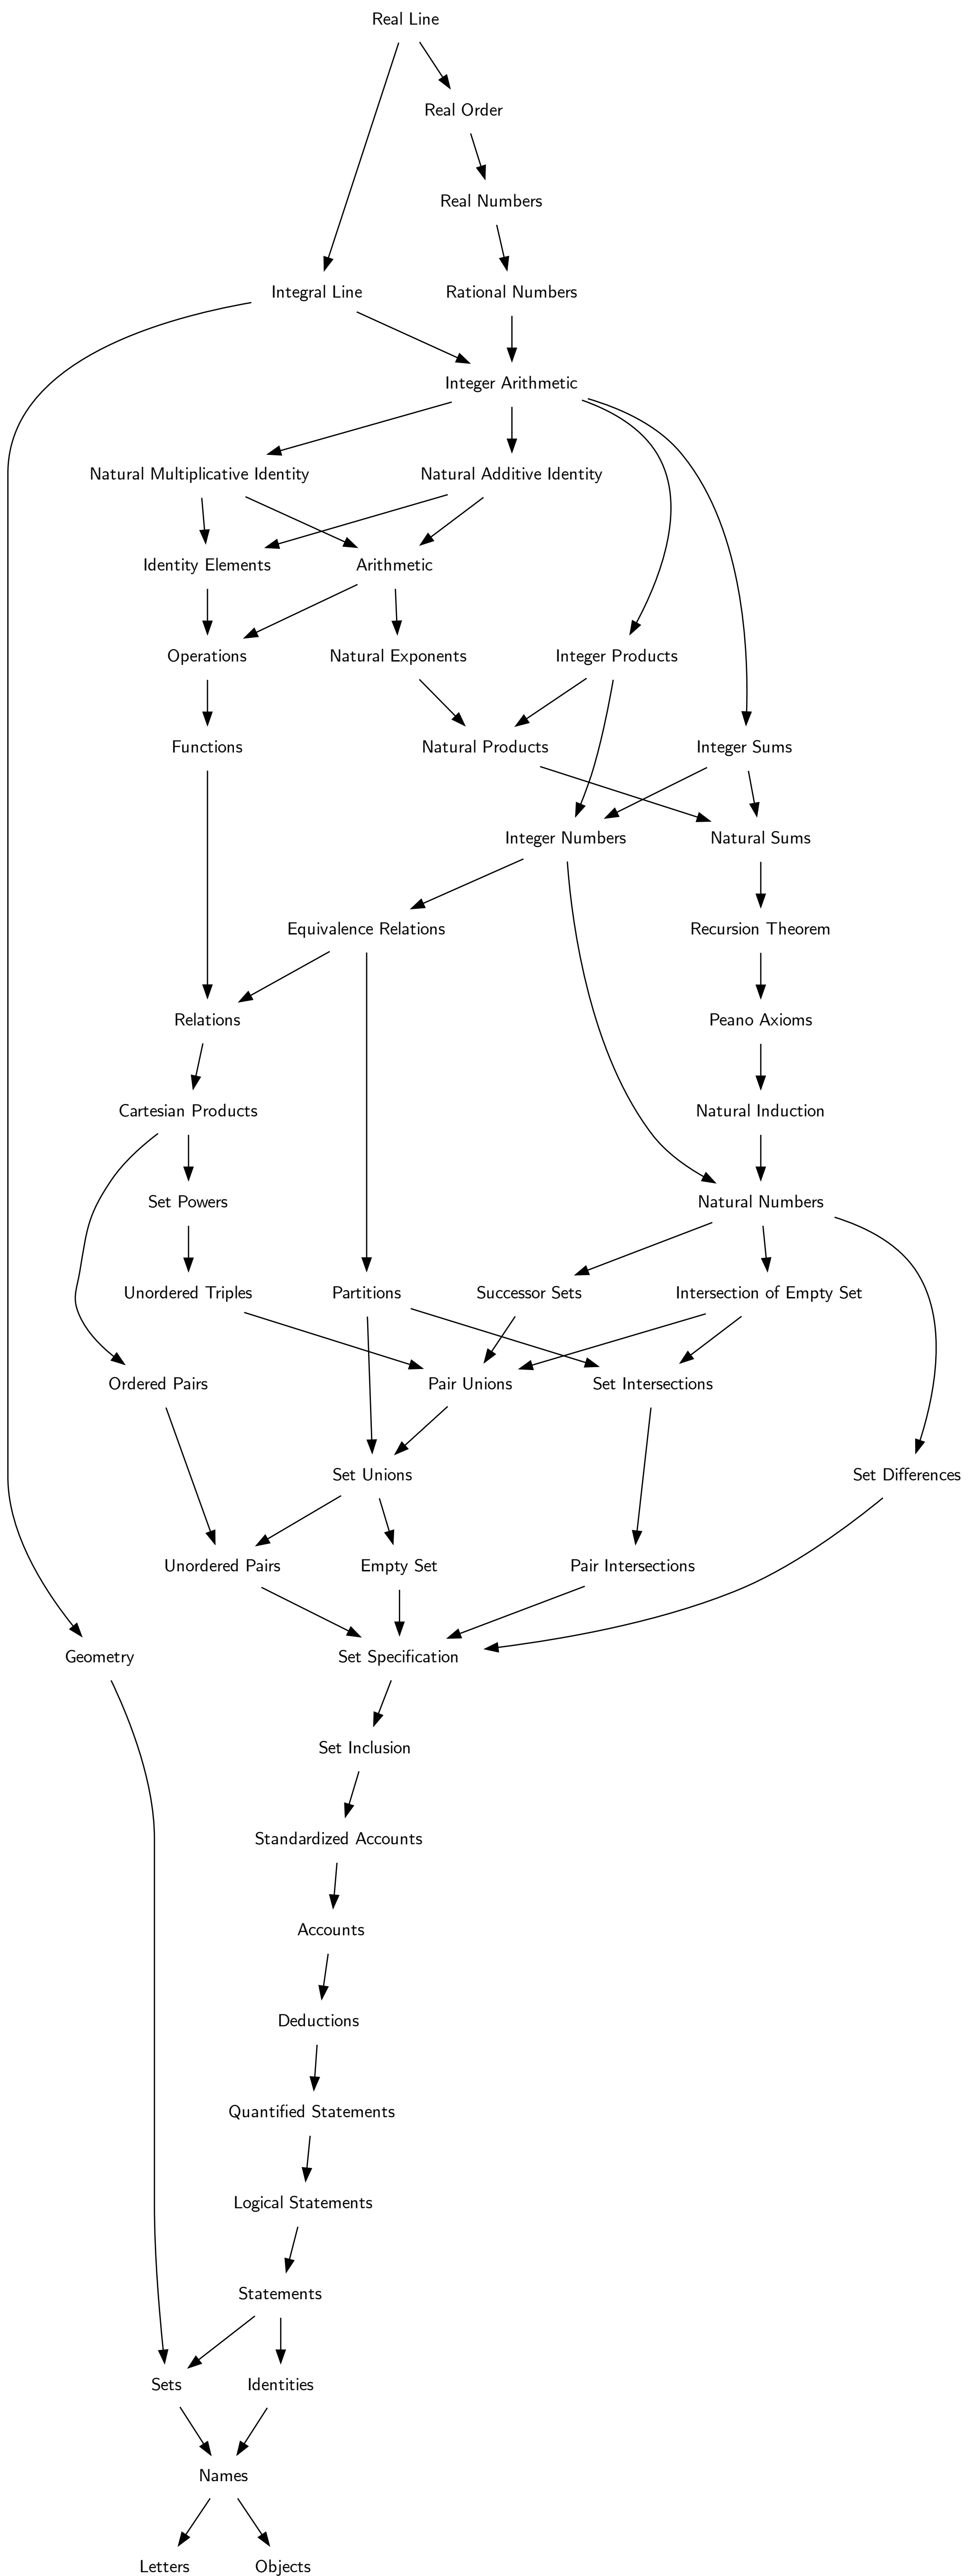 Real Line
Real Order
Real Numbers
Integral Line
Rational Numbers
Integer Arithmetic
Natural Multiplicative Identity
Natural Additive Identity
Identity Elements
Arithmetic
Operations
Natural Exponents
Integer Products
Functions
Natural Products
Integer Sums
Integer Numbers
Natural Sums
Equivalence Relations
Recursion Theorem
Relations
Peano Axioms
Cartesian Products
Natural Induction
Set Powers
Natural Numbers
Unordered Triples
Partitions
Successor Sets
Intersection of Empty Set
Ordered Pairs
Pair Unions
Set Intersections
Set Unions
Set Differences
Unordered Pairs
Empty Set
Pair Intersections
Geometry
Set Specification
Set Inclusion
Standardized Accounts
Accounts
Deductions
Quantified Statements
Logical Statements
Statements
Sets
Identities
Names
Letters
Objects